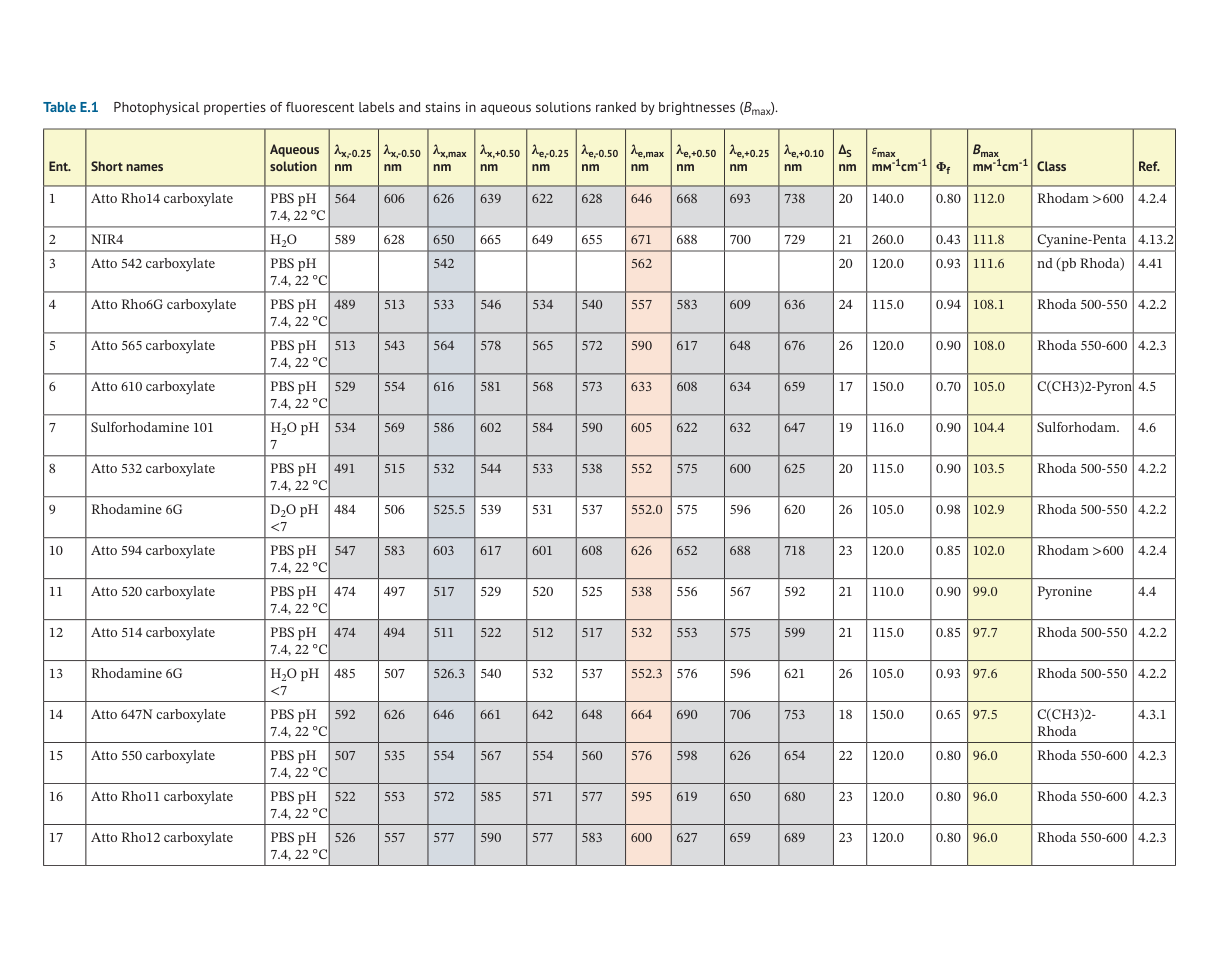 Table E.1 Photophysical properties of fluorescent labels and stains in aqueous solutions ranked by brightnesses (Bmax).
Ent. Short names Aqueous solution λx,-0.25 nm λx,-0.50 nm λx,max nm λx,+0.50 nm λe,-0.25 nm λe,-0.50 nm λe,max nm λe,+0.50 nm λe,+0.25 nm λe,+0.10 nm ΔS nm εmax mM-1cm-1 Φf Bmax mM-1cm-1 Class Ref.
1 Atto Rho14 carboxylate PBS pH 7.4, 22 °C 564 606 626 639 622 628 646 668 693 738 20 140.0 0.80 112.0 Rhodam >600 4.2.4
2 NIR4 H2O 589 628 650 665 649 655 671 688 700 729 21 260.0 0.43 111.8 Cyanine-Penta 4.13.2
3 Atto 542 carboxylate PBS pH 7.4, 22 °C 542 562 20 120.0 0.93 111.6 nd (pb Rhoda) 4.41
4 Atto Rho6G carboxylate PBS pH 7.4, 22 °C 489 513 533 546 534 540 557 583 609 636 24 115.0 0.94 108.1 Rhoda 500-550 4.2.2
5 Atto 565 carboxylate PBS pH 7.4, 22 °C 513 543 564 578 565 572 590 617 648 676 26 120.0 0.90 108.0 Rhoda 550-600 4.2.3
6 Atto 610 carboxylate PBS pH 7.4, 22 °C 529 554 616 581 568 573 633 608 634 659 17 150.0 0.70 105.0 C(CH3)2-Pyron 4.5
7 Sulforhodamine 101 H2O pH 7 534 569 586 602 584 590 605 622 632 647 19 116.0 0.90 104.4 Sulforhodam. 4.6
8 Atto 532 carboxylate PBS pH 7.4, 22 °C 491 515 532 544 533 538 552 575 600 625 20 115.0 0.90 103.5 Rhoda 500-550 4.2.2
9 Rhodamine 6G D2O pH <7 484 506 525.5 539 531 537 552.0 575 596 620 26 105.0 0.98 102.9 Rhoda 500-550 4.2.2
10 Atto 594 carboxylate PBS pH 7.4, 22 °C 547 583 603 617 601 608 626 652 688 718 23 120.0 0.85 102.0 Rhodam >600 4.2.4
11 Atto 520 carboxylate PBS pH 7.4, 22 °C 474 497 517 529 520 525 538 556 567 592 21 110.0 0.90 99.0 Pyronine 4.4
12 Atto 514 carboxylate PBS pH 7.4, 22 °C 474 494 511 522 512 517 532 553 575 599 21 115.0 0.85 97.7 Rhoda 500-550 4.2.2
13 Rhodamine 6G H2O pH <7 485 507 526.3 540 532 537 552.3 576 596 621 26 105.0 0.93 97.6 Rhoda 500-550 4.2.2
14 Atto 647N carboxylate PBS pH 7.4, 22 °C 592 626 646 661 642 648 664 690 706 753 18 150.0 0.65 97.5 C(CH3)2-Rhoda 4.3.1
15 Atto 550 carboxylate PBS pH 7.4, 22 °C 507 535 554 567 554 560 576 598 626 654 22 120.0 0.80 96.0 Rhoda 550-600 4.2.3
16 Atto Rho11 carboxylate PBS pH 7.4, 22 °C 522 553 572 585 571 577 595 619 650 680 23 120.0 0.80 96.0 Rhoda 550-600 4.2.3
17 Atto Rho12 carboxylate PBS pH 7.4, 22 °C 526 557 577 590 577 583 600 627 659 689 23 120.0 0.80 96.0 Rhoda 550-600 4.2.3